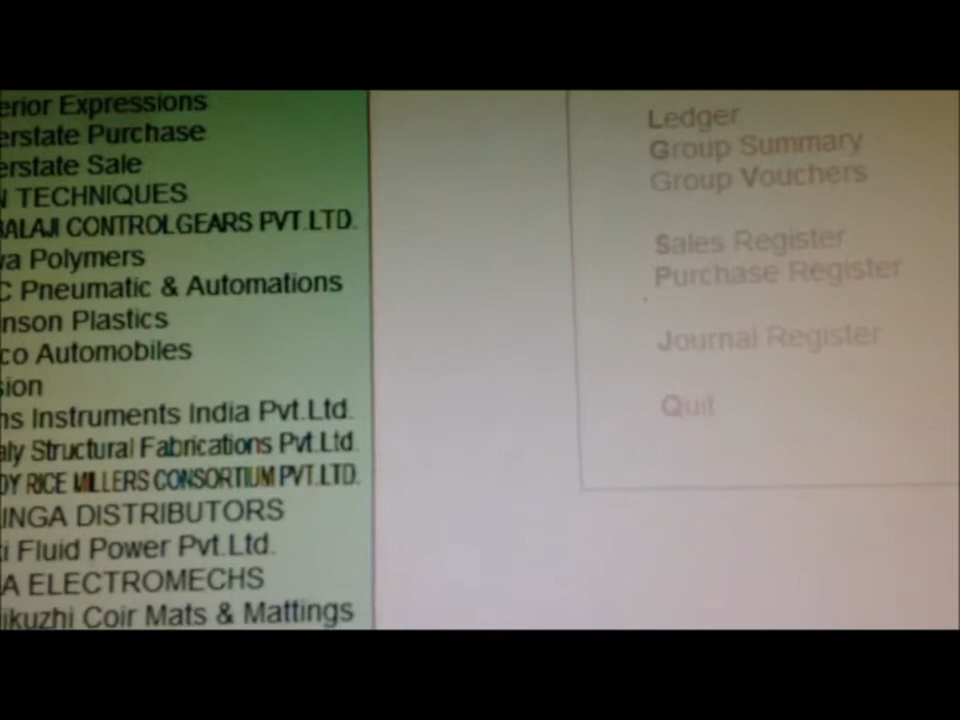 erior Expressions
erstate Purchase
erstate Sale
N TECHNIQUES
BALAJI CONTROLGEARS PVT.LTD.
va Polymers
C Pneumatic & Automations
nson Plastics
co Automobiles
sion
ns Instruments India Pvt.Ltd.
aly Structural Fabrications Pvt.Ltd.
DY RICE MILLERS CONSORTIUM PVT.LTD.
INGA DISTRIBUTORS
i Fluid Power Pvt.Ltd.
A ELECTROMECHS
ikuzhi Coir Mats & Mattings
Ledger
Group Summary
Group Vouchers
Sales Register
Purchase Register
Journal Register
Quit